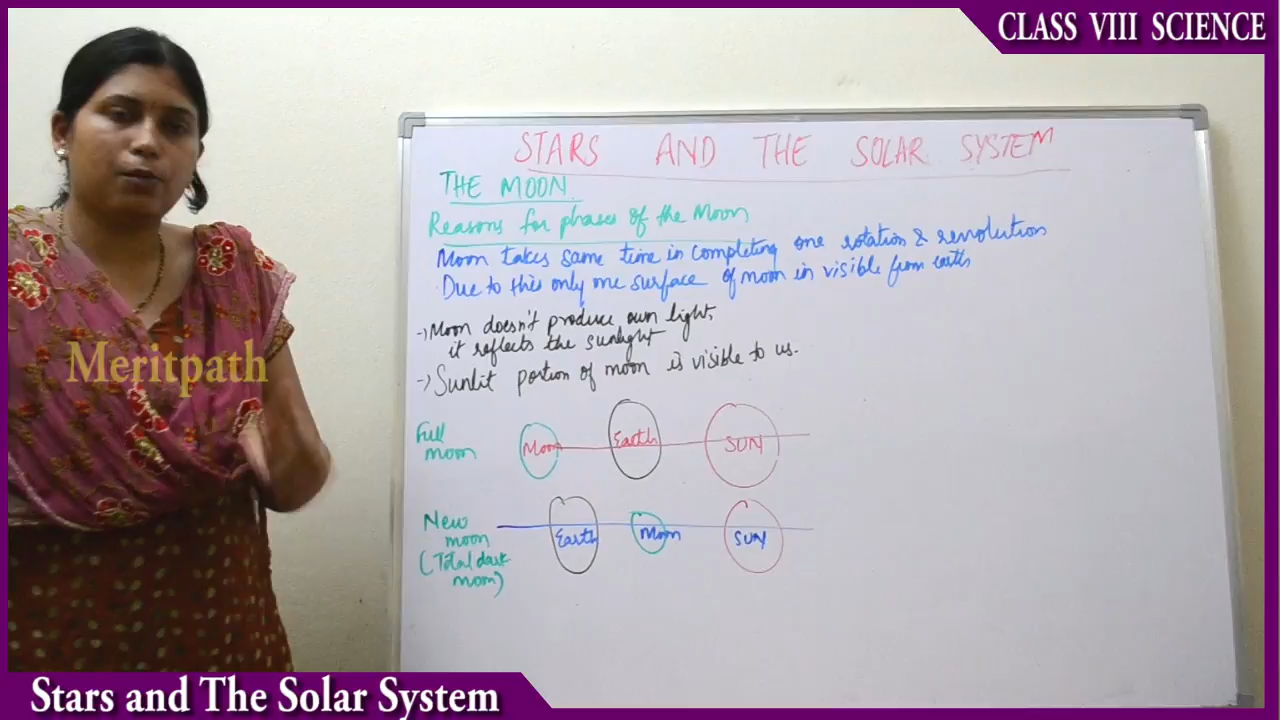 CLASS VIII SCIENCE
STARS AND THE SOLAR SYSTEM
THE MOON
Reasons for phases of the Moon
Moon takes same time in completing one rotation & revolution
Due to this only one surface of moon in visible from earth
→ Moon doesn't produce own light,
it reflects the sunlight
→ Sunlit portion of moon is visible to us.
Meritpath
Full moon
Moon Earth SUN
New moon
(Total dark moon)
Earth Moon SUN
Stars and The Solar System